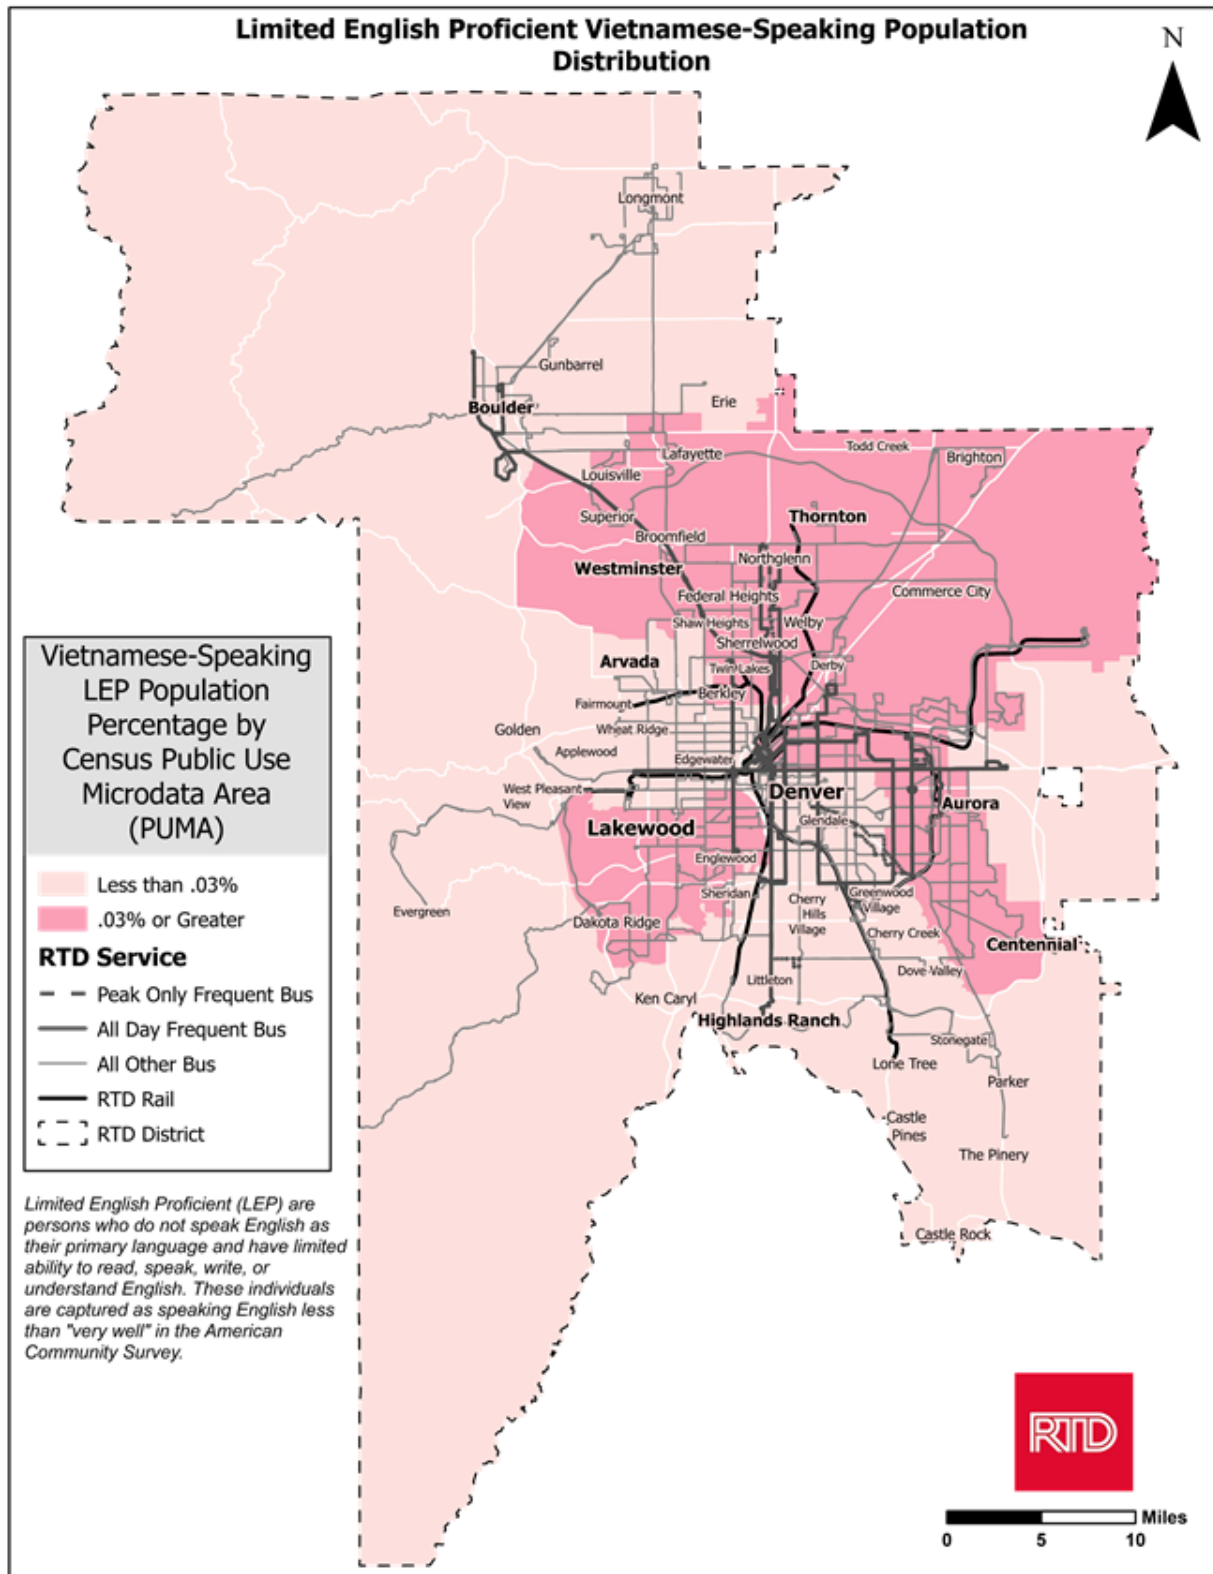 Limited English Proficient Vietnamese-Speaking Population
Distribution
N
Longmont
Gunbarrel
Boulder
Erie
Lafayette
Todd Creek
Brighton
Louisville
Superior
Thornton
Broomfield
Northglenn
Westminster
Federal Heights
Commerce City
Shaw Heights
Welby
Sherrelwood
Arvada
Twin Lakes
Derby
Berkley
Fairmount
Golden
Wheat Ridge
Applewood
Edgewater
West Pleasant
View
Denver
Aurora
Lakewood
Glendale
Englewood
Sheridan
Cherry
Hills
Village
Greenwood
Village
Evergreen
Dakota Ridge
Cherry Creek
Centennial
Dove Valley
Littleton
Ken Caryl
Highlands Ranch
Stonegate
Lone Tree
Parker
Castle
Pines
The Pinery
Castle Rock
Vietnamese-Speaking
LEP Population
Percentage by
Census Public Use
Microdata Area
(PUMA)
Less than .03%
.03% or Greater
RTD Service
Peak Only Frequent Bus
All Day Frequent Bus
All Other Bus
RTD Rail
RTD District
Limited English Proficient (LEP) are
persons who do not speak English as
their primary language and have limited
ability to read, speak, write, or
understand English. These individuals
are captured as speaking English less
than "very well" in the American
Community Survey.
RTD
Miles
0 5 10